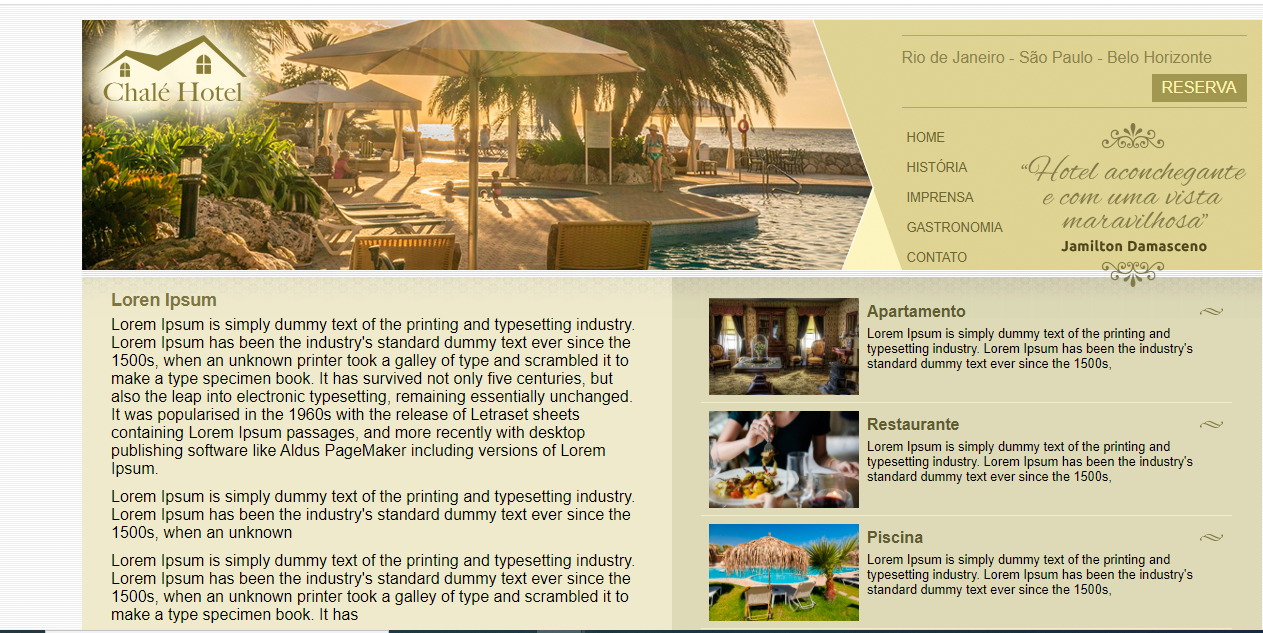 Chalé Hotel
Rio de Janeiro - São Paulo - Belo Horizonte
RESERVA
HOME
HISTÓRIA
IMPRENSA
GASTRONOMIA
CONTATO
“Hotel aconchegante
e com uma vista
maravilhosa”
Jamilton Damasceno
Loren Ipsum
Lorem Ipsum is simply dummy text of the printing and typesetting industry.
Lorem Ipsum has been the industry's standard dummy text ever since the
1500s, when an unknown printer took a galley of type and scrambled it to
make a type specimen book. It has survived not only five centuries, but
also the leap into electronic typesetting, remaining essentially unchanged.
It was popularised in the 1960s with the release of Letraset sheets
containing Lorem Ipsum passages, and more recently with desktop
publishing software like Aldus PageMaker including versions of Lorem
Ipsum.
Lorem Ipsum is simply dummy text of the printing and typesetting industry.
Lorem Ipsum has been the industry's standard dummy text ever since the
1500s, when an unknown
Lorem Ipsum is simply dummy text of the printing and typesetting industry.
Lorem Ipsum has been the industry's standard dummy text ever since the
1500s, when an unknown printer took a galley of type and scrambled it to
make a type specimen book. It has
Apartamento
Lorem Ipsum is simply dummy text of the printing and
typesetting industry. Lorem Ipsum has been the industry's
standard dummy text ever since the 1500s,
Restaurante
Lorem Ipsum is simply dummy text of the printing and
typesetting industry. Lorem Ipsum has been the industry's
standard dummy text ever since the 1500s,
Piscina
Lorem Ipsum is simply dummy text of the printing and
typesetting industry. Lorem Ipsum has been the industry's
standard dummy text ever since the 1500s,